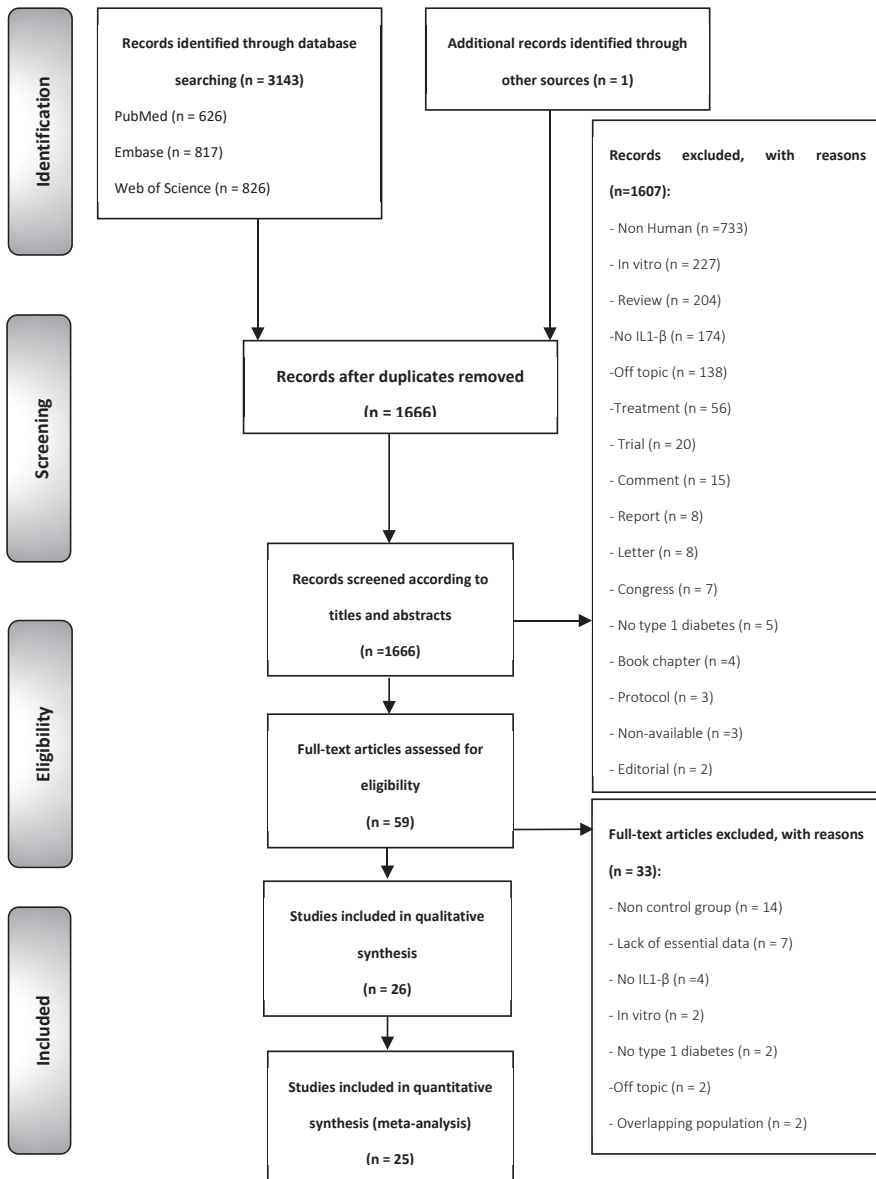 Identification
Records identified through database
searching (n = 3143)
PubMed (n = 626)
Embase (n = 817)
Web of Science (n = 826)
Additional records identified through
other sources (n = 1)
Records excluded, with reasons
(n=1607):
- Non Human (n =733)
- In vitro (n = 227)
- Review (n = 204)
-No IL1-β (n = 174)
-Off topic (n = 138)
-Treatment (n = 56)
- Trial (n = 20)
- Comment (n = 15)
- Report (n = 8)
- Letter (n = 8)
- Congress (n = 7)
- No type 1 diabetes (n = 5)
- Book chapter (n =4)
- Protocol (n = 3)
- Non-available (n =3)
- Editorial (n = 2)
Screening
Records after duplicates removed
(n = 1666)
Records screened according to
titles and abstracts
(n =1666)
Eligibility
Full-text articles assessed for
eligibility
(n = 59)
Full-text articles excluded, with reasons
(n = 33):
- Non control group (n = 14)
- Lack of essential data (n = 7)
- No IL1-β (n =4)
- In vitro (n = 2)
- No type 1 diabetes (n = 2)
-Off topic (n = 2)
- Overlapping population (n = 2)
Included
Studies included in qualitative
synthesis
(n = 26)
Studies included in quantitative
synthesis (meta-analysis)
(n = 25)